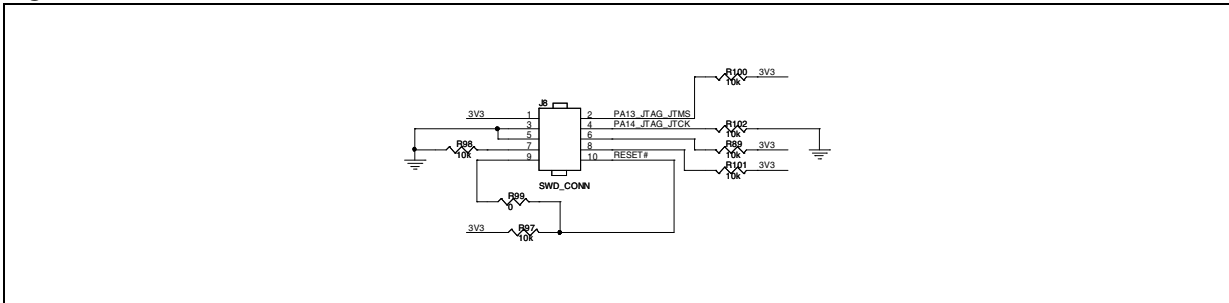 R100
3V3
10k
J8
3V3
1
2
PA13_JTAG_JTMS
3
4
PA14_JTAG_JTCK
R102
10k
5
6
R98
10k
7
8
R89
3V3
10k
9
10
RESET#
R101
3V3
10k
SWD_CONN
R99
0
3V3
R97
10k